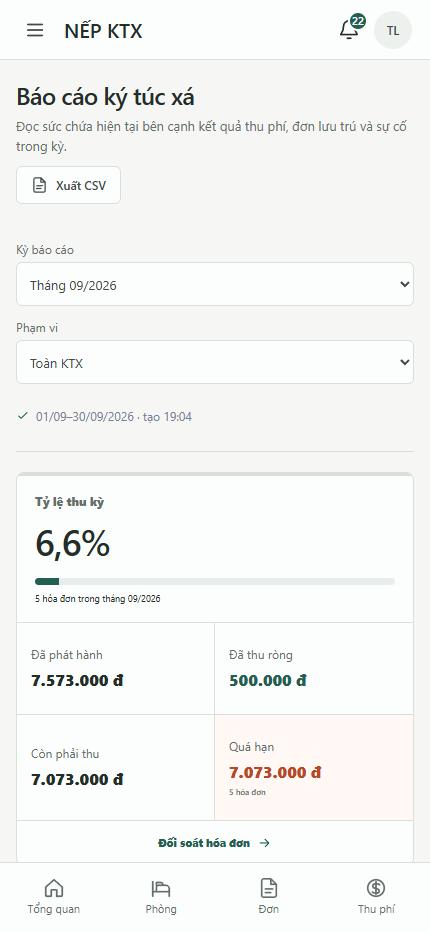 NẾP KTX
22
TL
Báo cáo ký túc xá
Đọc sức chứa hiện tại bên cạnh kết quả thu phí, đơn lưu trú và sự cố
trong kỳ.
Xuất CSV
Kỳ báo cáo
Tháng 09/2026
Phạm vi
Toàn KTX
01/09–30/09/2026 · tạo 19:04
Tỷ lệ thu kỳ
6,6%
5 hóa đơn trong tháng 09/2026
Đã phát hành
7.573.000 đ
Đã thu ròng
500.000 đ
Còn phải thu
7.073.000 đ
Quá hạn
7.073.000 đ
5 hóa đơn
Đối soát hóa đơn
Tổng quan
Phòng
Đơn
Thu phí